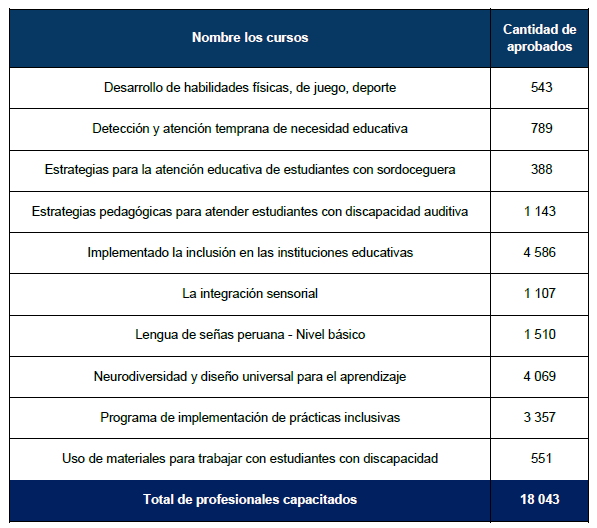 Nombre los cursos
Cantidad de
aprobados
Desarrollo de habilidades físicas, de juego, deporte 543
Detección y atención temprana de necesidad educativa 789
Estrategias para la atención educativa de estudiantes con sordoceguera 388
Estrategias pedagógicas para atender estudiantes con discapacidad auditiva 1 143
Implementado la inclusión en las instituciones educativas 4 586
La integración sensorial 1 107
Lengua de señas peruana - Nivel básico 1 510
Neurodiversidad y diseño universal para el aprendizaje 4 069
Programa de implementación de prácticas inclusivas 3 357
Uso de materiales para trabajar con estudiantes con discapacidad 551
Total de profesionales capacitados 18 043